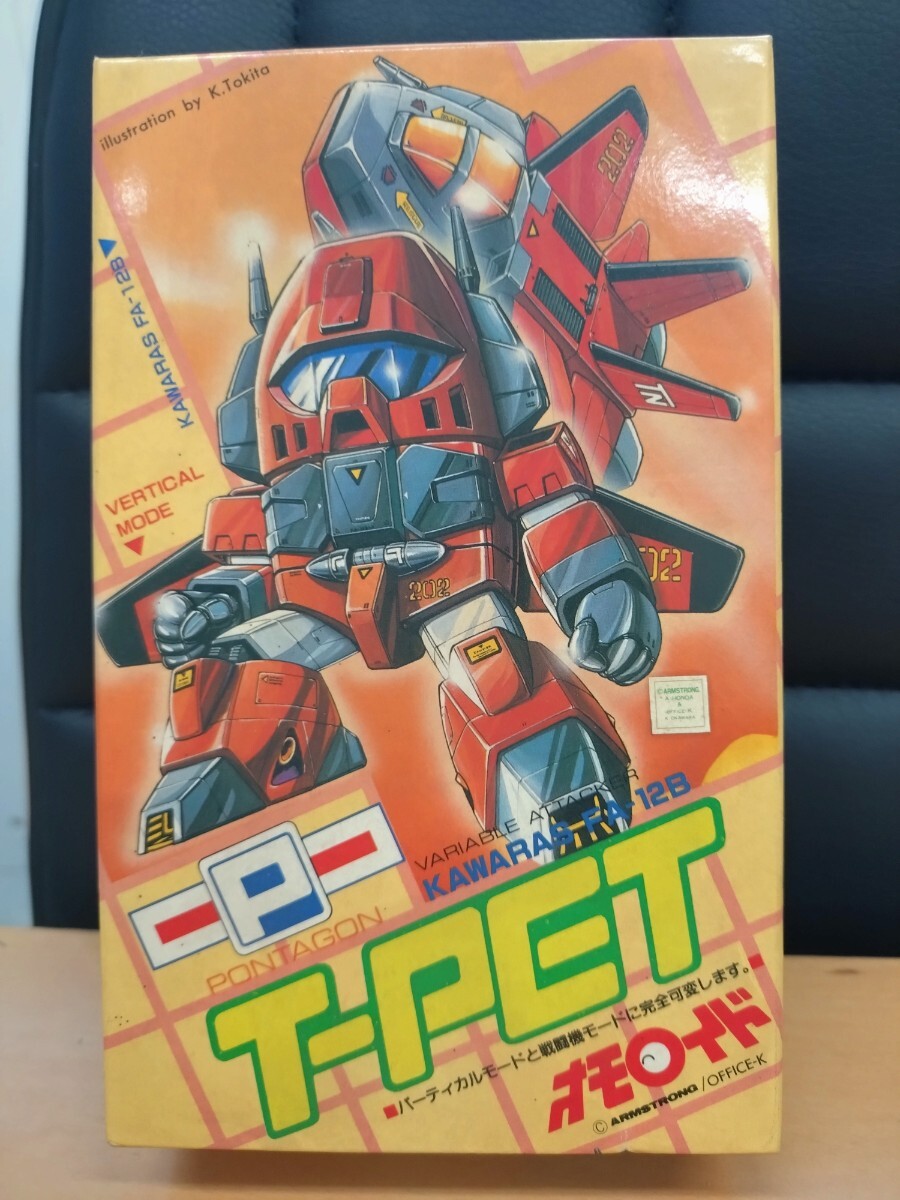 illustration by K.Tokita
202
KAWARAS FA-12B
TN
VERTICAL
MODE
202
02
©ARMSTRONG
VARIABLE ATTACKER
KAWARAS FA-12B
P
PONTAGON
T-PET
■バーティカルモードと戦闘機モードに完全可変します。
オモロイド
© ARMSTRONG / OFFICE-K